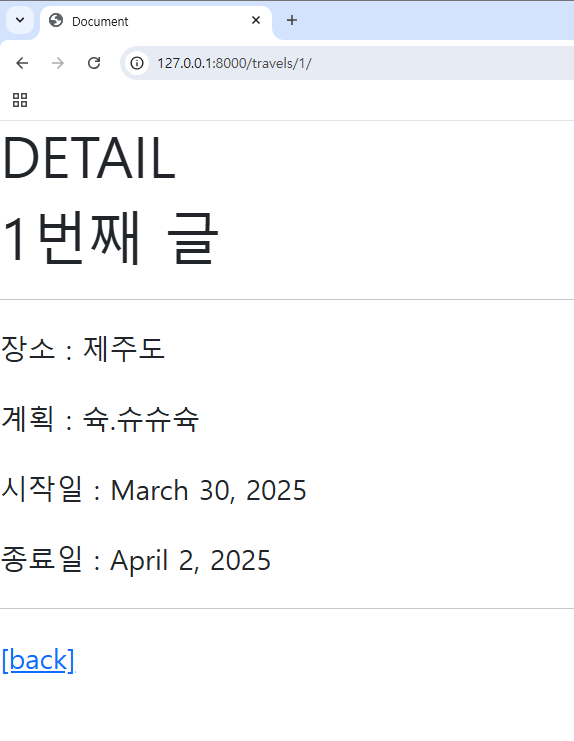 Document
127.0.0.1:8000/travels/1/
DETAIL
1번째 글
장소 : 제주도
계획 : 슉.슈슈슉
시작일 : March 30, 2025
종료일 : April 2, 2025
[back]